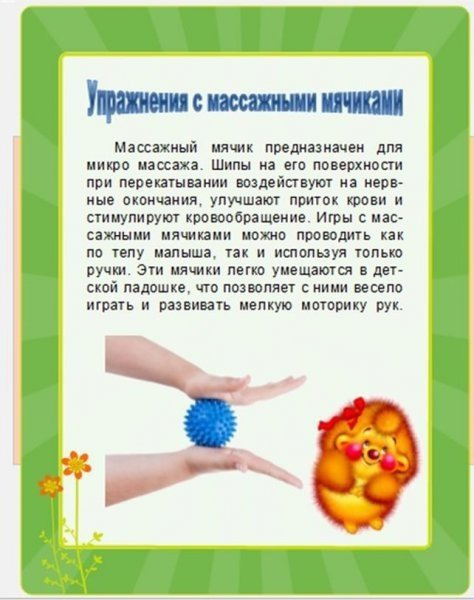 Упражнения с массажными мячиками
Массажный мячик предназначен для
микро массажа. Шипы на его поверхности
при перекатывании воздействуют на нерв-
ные окончания, улучшают приток крови и
стимулируют кровообращение. Игры с мас-
сажными мячиками можно проводить как
по телу малыша, так и используя только
ручки. Эти мячики легко умещаются в дет-
ской ладошке, что позволяет с ними весело
играть и развивать мелкую моторику рук.